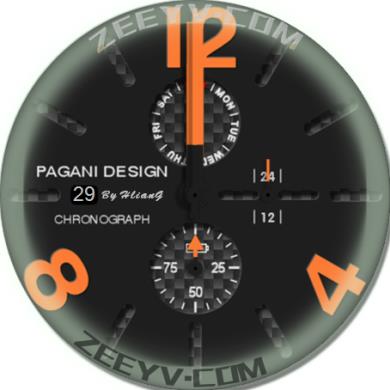 ZEEYV-COM
12
SAT
MON
TUE
WED
THU
FRI
PAGANI DESIGN
29 By HlianG
CHRONOGRAPH
| 24 |
| 12 |
75 25
50
8
4
ZEEYV-COM